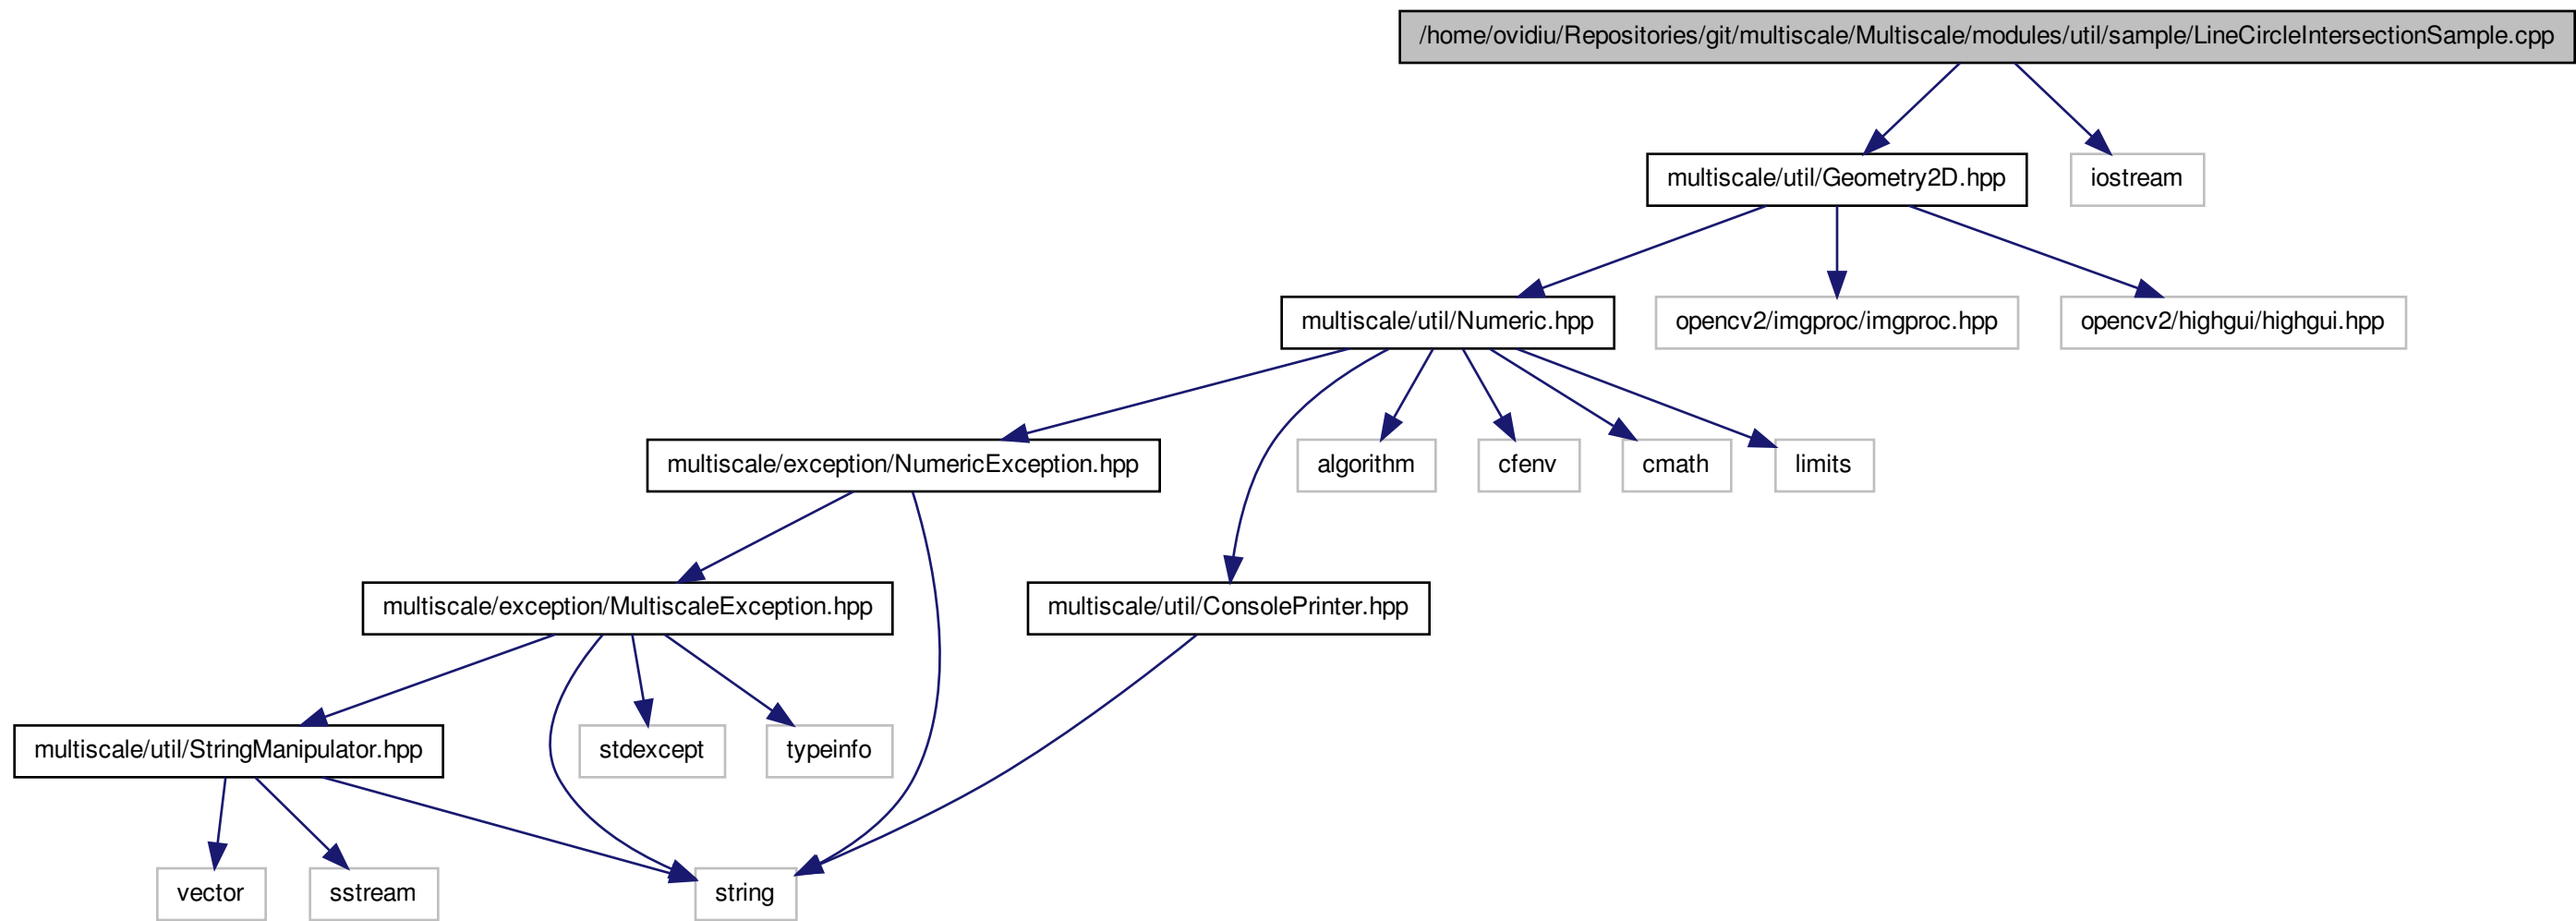 /home/ovidiu/Repositories/git/multiscale/Multiscale/modules/util/sample/LineCircleIntersectionSample.cpp
multiscale/util/Geometry2D.hpp
iostream
multiscale/util/Numeric.hpp
opencv2/imgproc/imgproc.hpp
opencv2/highgui/highgui.hpp
multiscale/exception/NumericException.hpp
algorithm
cfenv
cmath
limits
multiscale/exception/MultiscaleException.hpp
multiscale/util/ConsolePrinter.hpp
multiscale/util/StringManipulator.hpp
stdexcept
typeinfo
vector
sstream
string